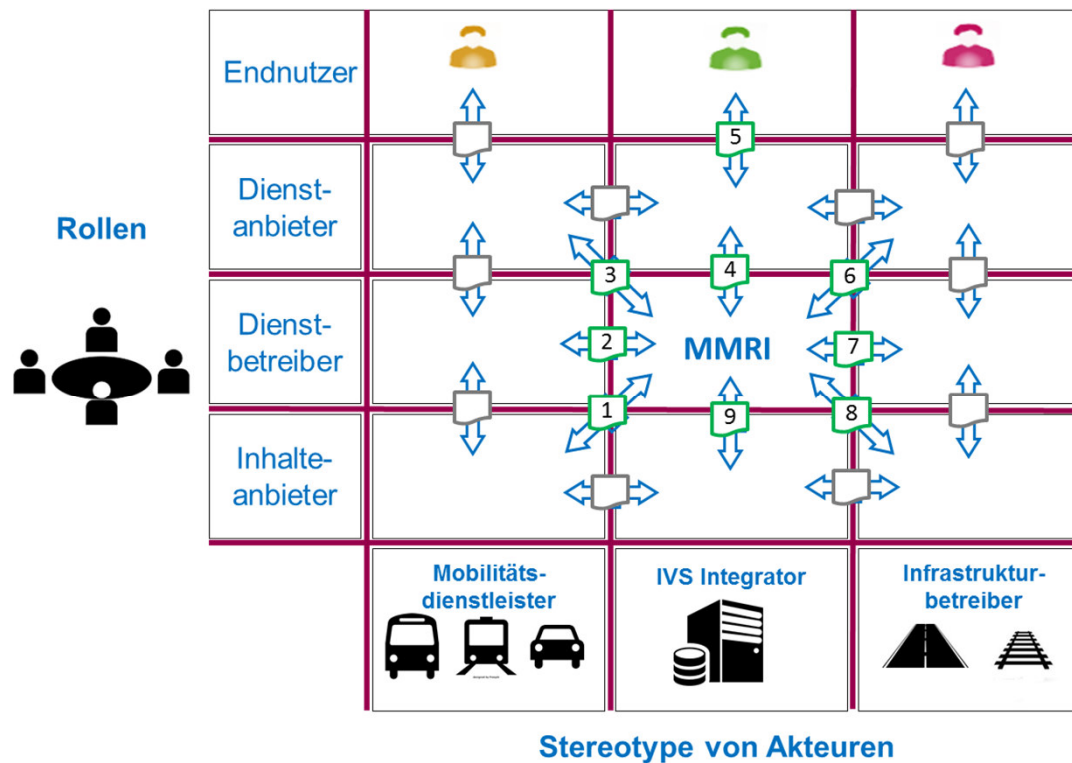 Endnutzer
5
Dienst-
anbieter
Rollen
3
4
6
Dienst-
betreiber
2
MMRI
7
1
9
8
Inhalte-
anbieter
Mobilitäts-
dienstleister
IVS Integrator
Infrastruktur-
betreiber
Stereotype von Akteuren